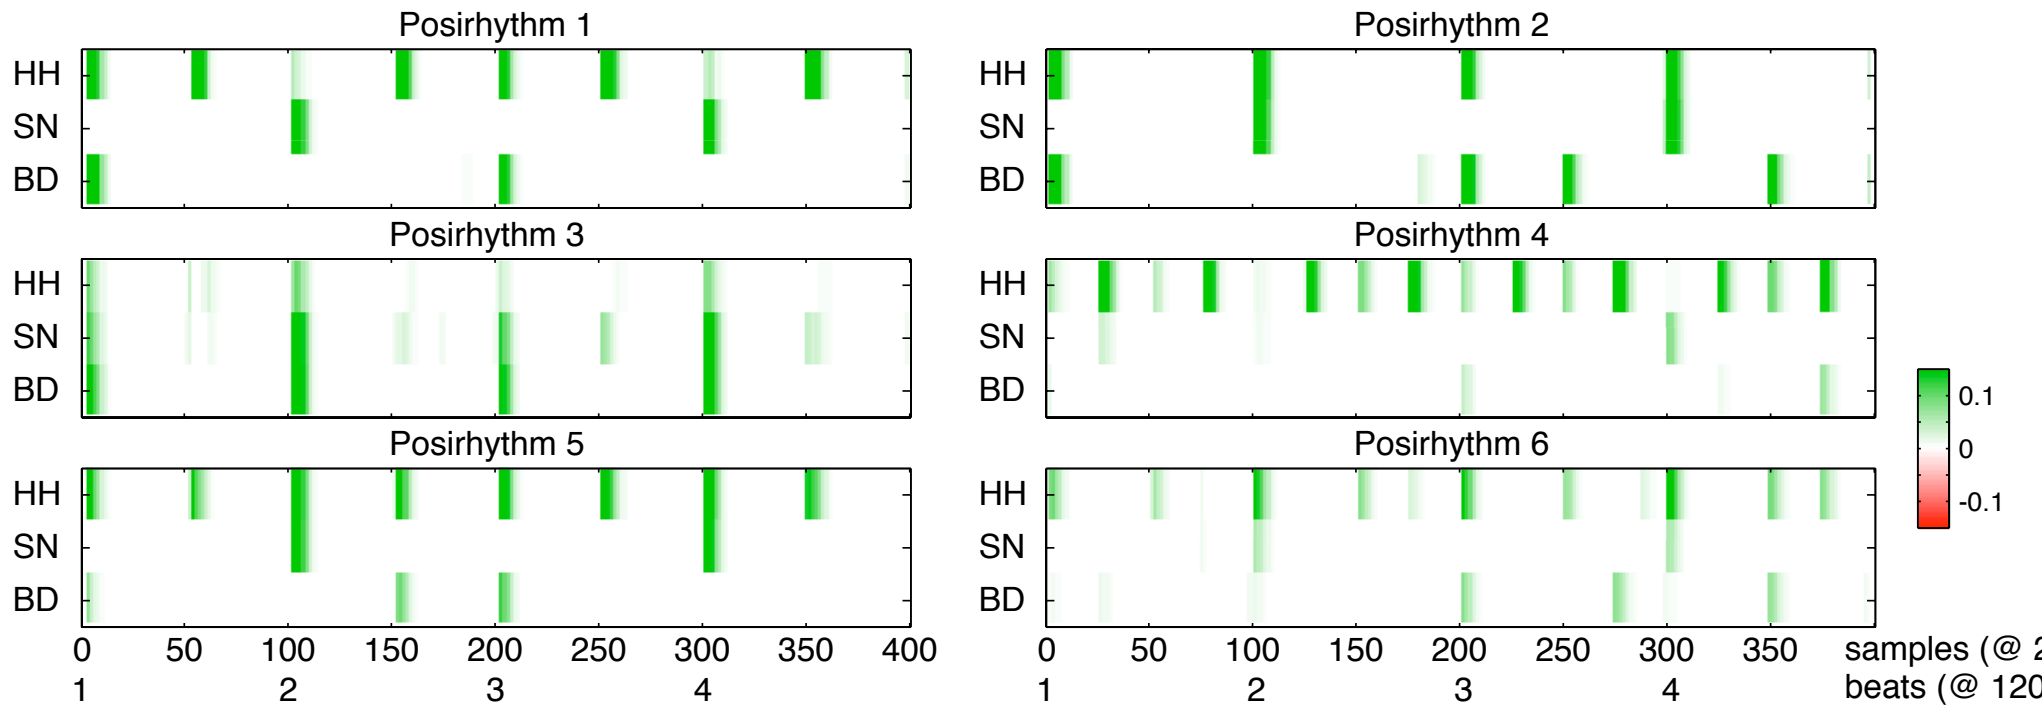 Posirhythm 1
Posirhythm 2
HH
SN
BD
HH
SN
BD
Posirhythm 3
Posirhythm 4
HH
SN
BD
HH
SN
BD
0.1
0
-0.1
Posirhythm 5
Posirhythm 6
HH
SN
BD
HH
SN
BD
0 50 100 150 200 250 300 350 400
0 50 100 150 200 250 300 350 samples (@ 2
1 2 3 4
1 2 3 4 beats (@ 120